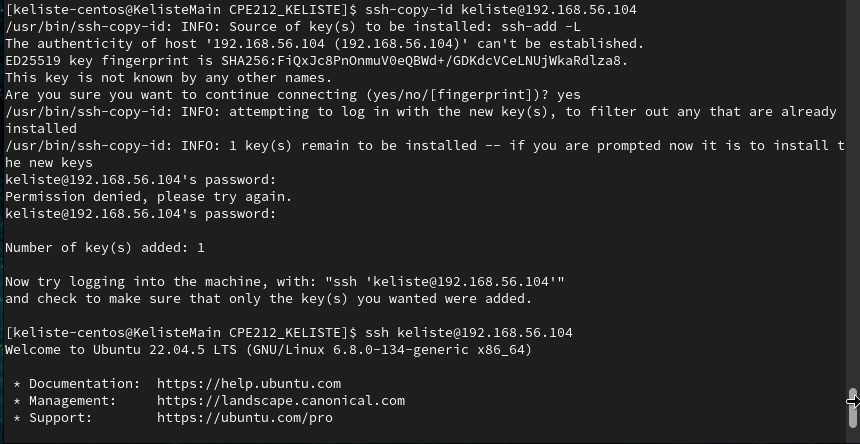 [keliste-centos@KelisteMain CPE212_KELISTE]$ ssh-copy-id keliste@192.168.56.104
/usr/bin/ssh-copy-id: INFO: Source of key(s) to be installed: ssh-add -L
The authenticity of host '192.168.56.104 (192.168.56.104)' can't be established.
ED25519 key fingerprint is SHA256:FiQxJc8PnOnmuV0eQBWd+/GDKdcVCeLNUjWkaRdlza8.
This key is not known by any other names.
Are you sure you want to continue connecting (yes/no/[fingerprint])? yes
/usr/bin/ssh-copy-id: INFO: attempting to log in with the new key(s), to filter out any that are already
installed
/usr/bin/ssh-copy-id: INFO: 1 key(s) remain to be installed -- if you are prompted now it is to install t
he new keys
keliste@192.168.56.104's password:
Permission denied, please try again.
keliste@192.168.56.104's password:
Number of key(s) added: 1
Now try logging into the machine, with: "ssh 'keliste@192.168.56.104'"
and check to make sure that only the key(s) you wanted were added.
[keliste-centos@KelisteMain CPE212_KELISTE]$ ssh keliste@192.168.56.104
Welcome to Ubuntu 22.04.5 LTS (GNU/Linux 6.8.0-134-generic x86_64)
* Documentation: https://help.ubuntu.com
* Management: https://landscape.canonical.com
* Support: https://ubuntu.com/pro